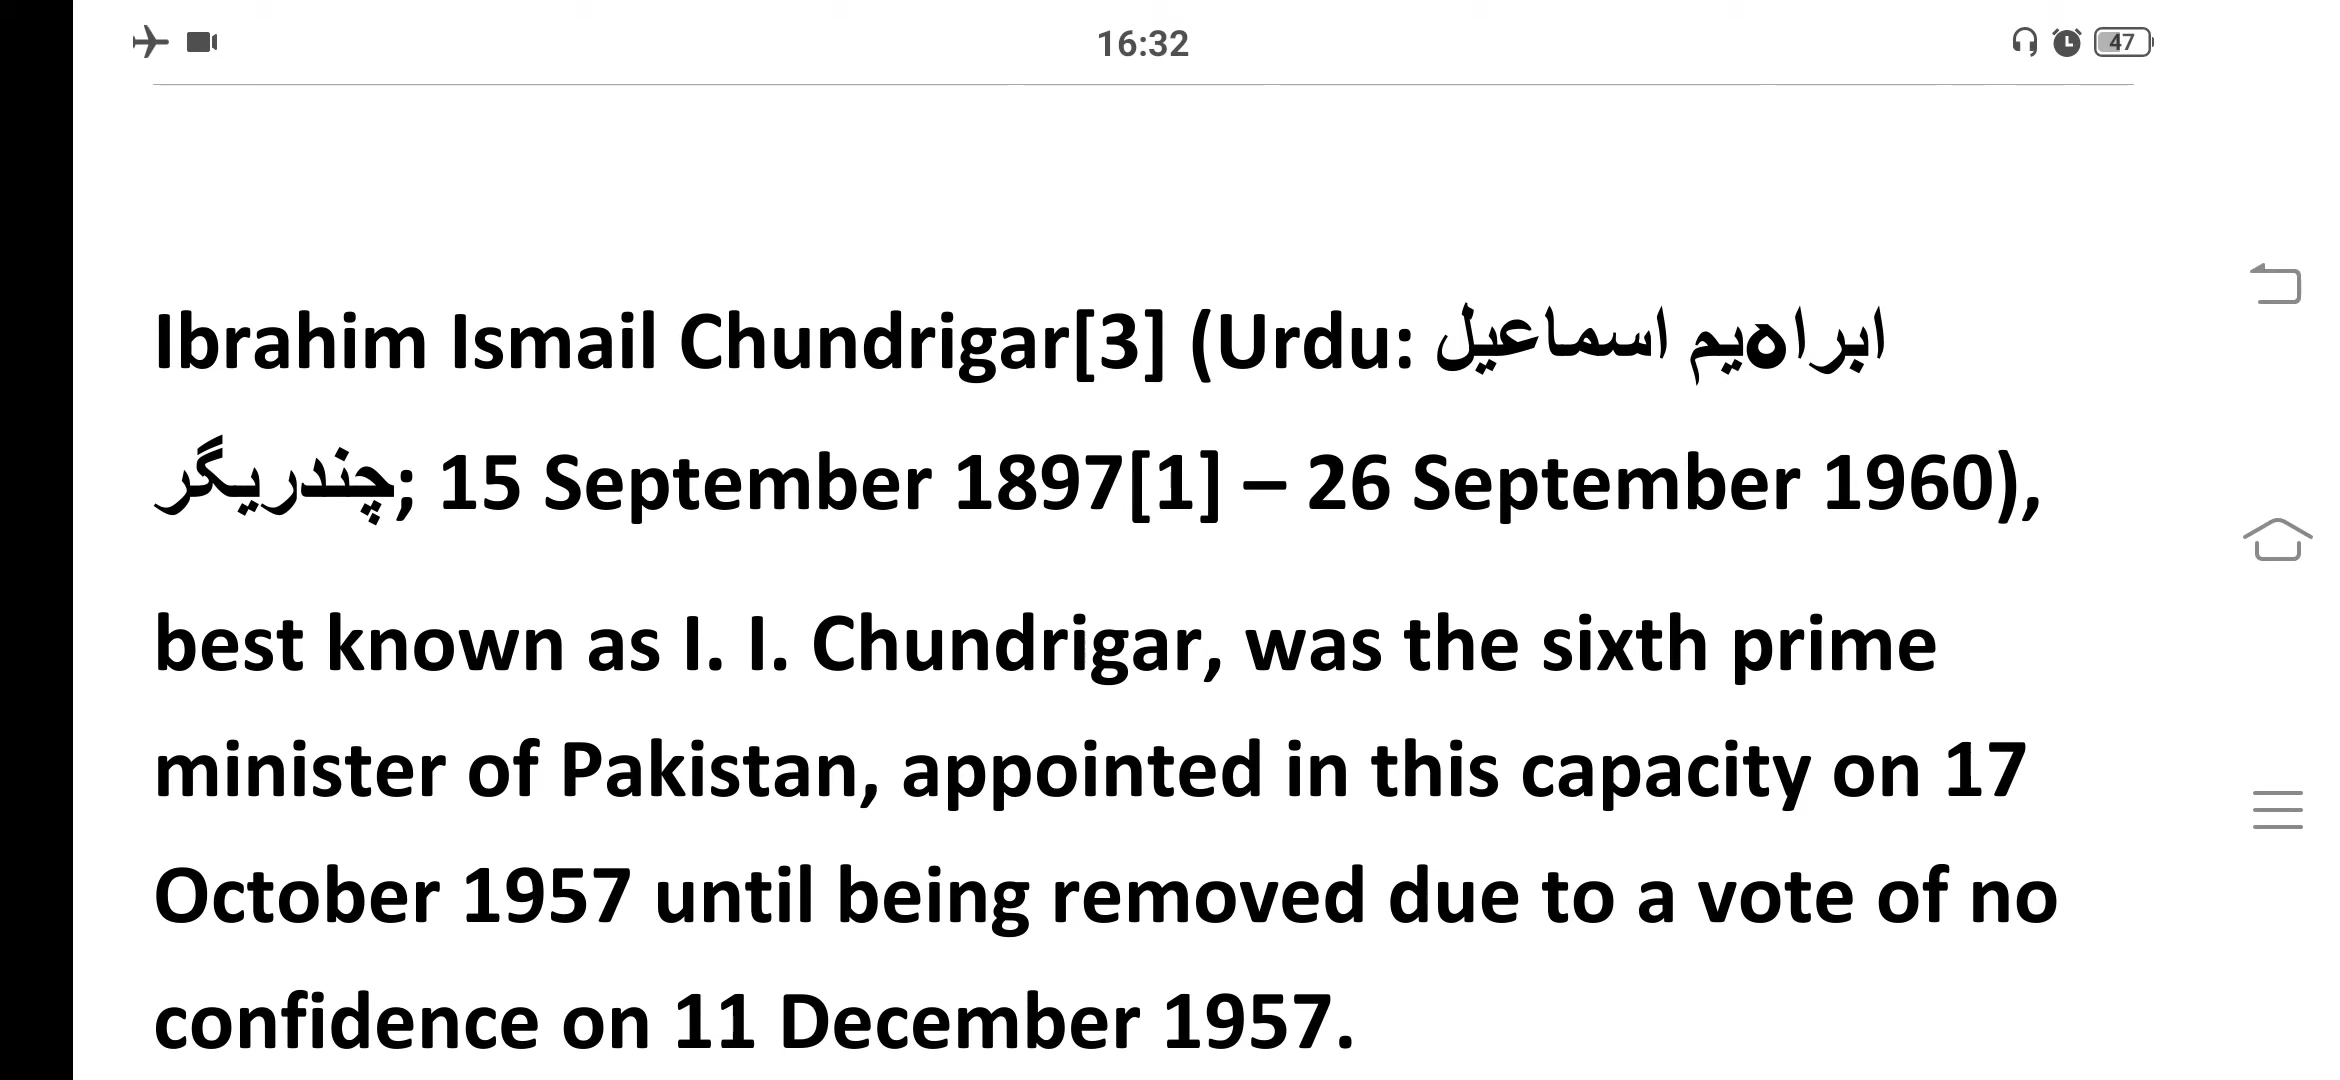 16:32
47
Ibrahim Ismail Chundrigar[3] (Urdu: ابراہیم اسماعیل
چندریگر; 15 September 1897[1] – 26 September 1960),
best known as I. I. Chundrigar, was the sixth prime
minister of Pakistan, appointed in this capacity on 17
October 1957 until being removed due to a vote of no
confidence on 11 December 1957.